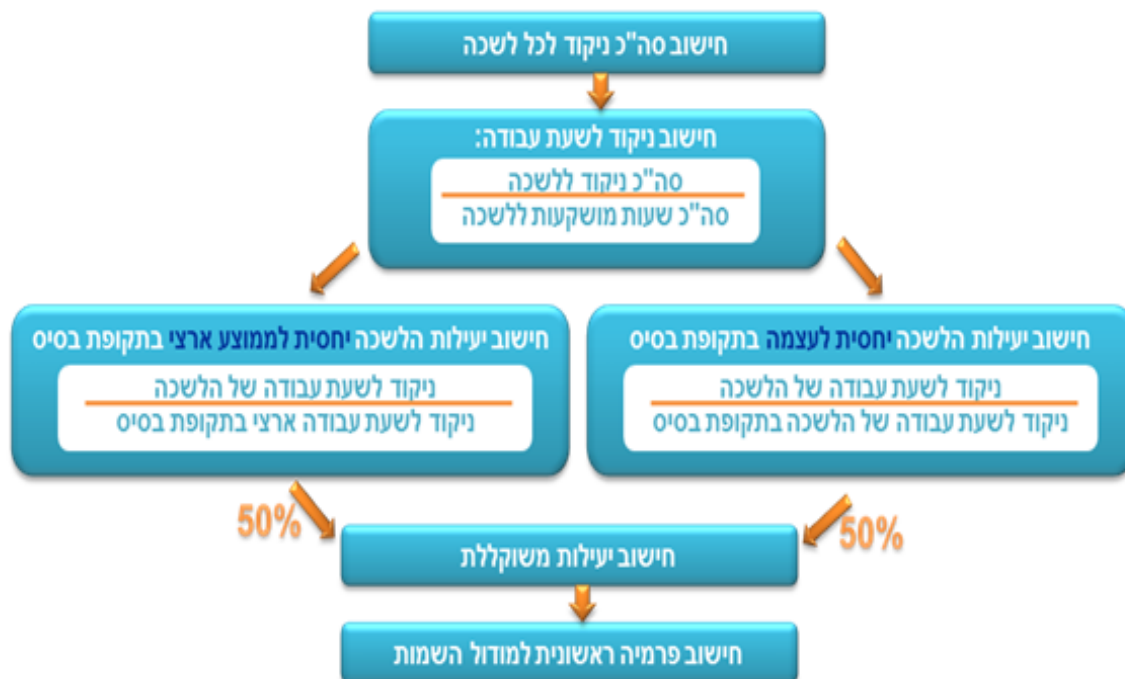 חישוב סה"כ ניקוד לכל לשכה
חישוב ניקוד לשעת עבודה:
סה"כ ניקוד ללשכה
סה"כ שעות מושקעות ללשכה
חישוב יעילות הלשכה יחסית לעצמה בתקופת בסיס
ניקוד לשעת עבודה של הלשכה
ניקוד לשעת עבודה של הלשכה בתקופת בסיס
חישוב יעילות הלשכה יחסית לממוצע ארצי בתקופת בסיס
ניקוד לשעת עבודה של הלשכה
ניקוד לשעת עבודה ארצי בתקופת בסיס
50%
50%
חישוב יעילות משוקללת
חישוב פרמיה ראשונית למודול השמות